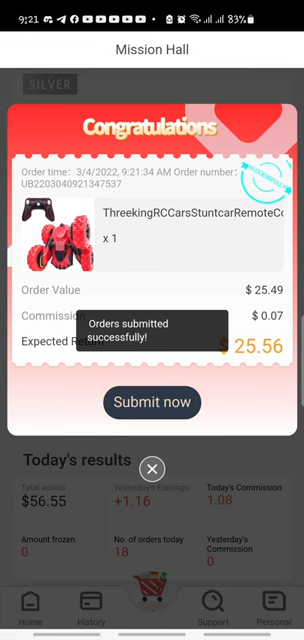 9:21
83%
Mission Hall
SILVER
Congratulations
Order time: 3/4/2022, 9:21:34 AM Order number:
UB2203040921347537
SUCCESSFULLY
ThreekingRCCarsStuntcarRemoteCo
x 1
Order Value $ 25.49
Commission $ 0.07
Orders submitted
successfully!
Expected Return $ 25.56
Submit now
Today's results
Total assets Yesterday's Earnings Today's Commission
$56.55 +1.16 1.08
Amount frozen No. of orders today Yesterday's
Commission
0 18 0
Home History Support Personal